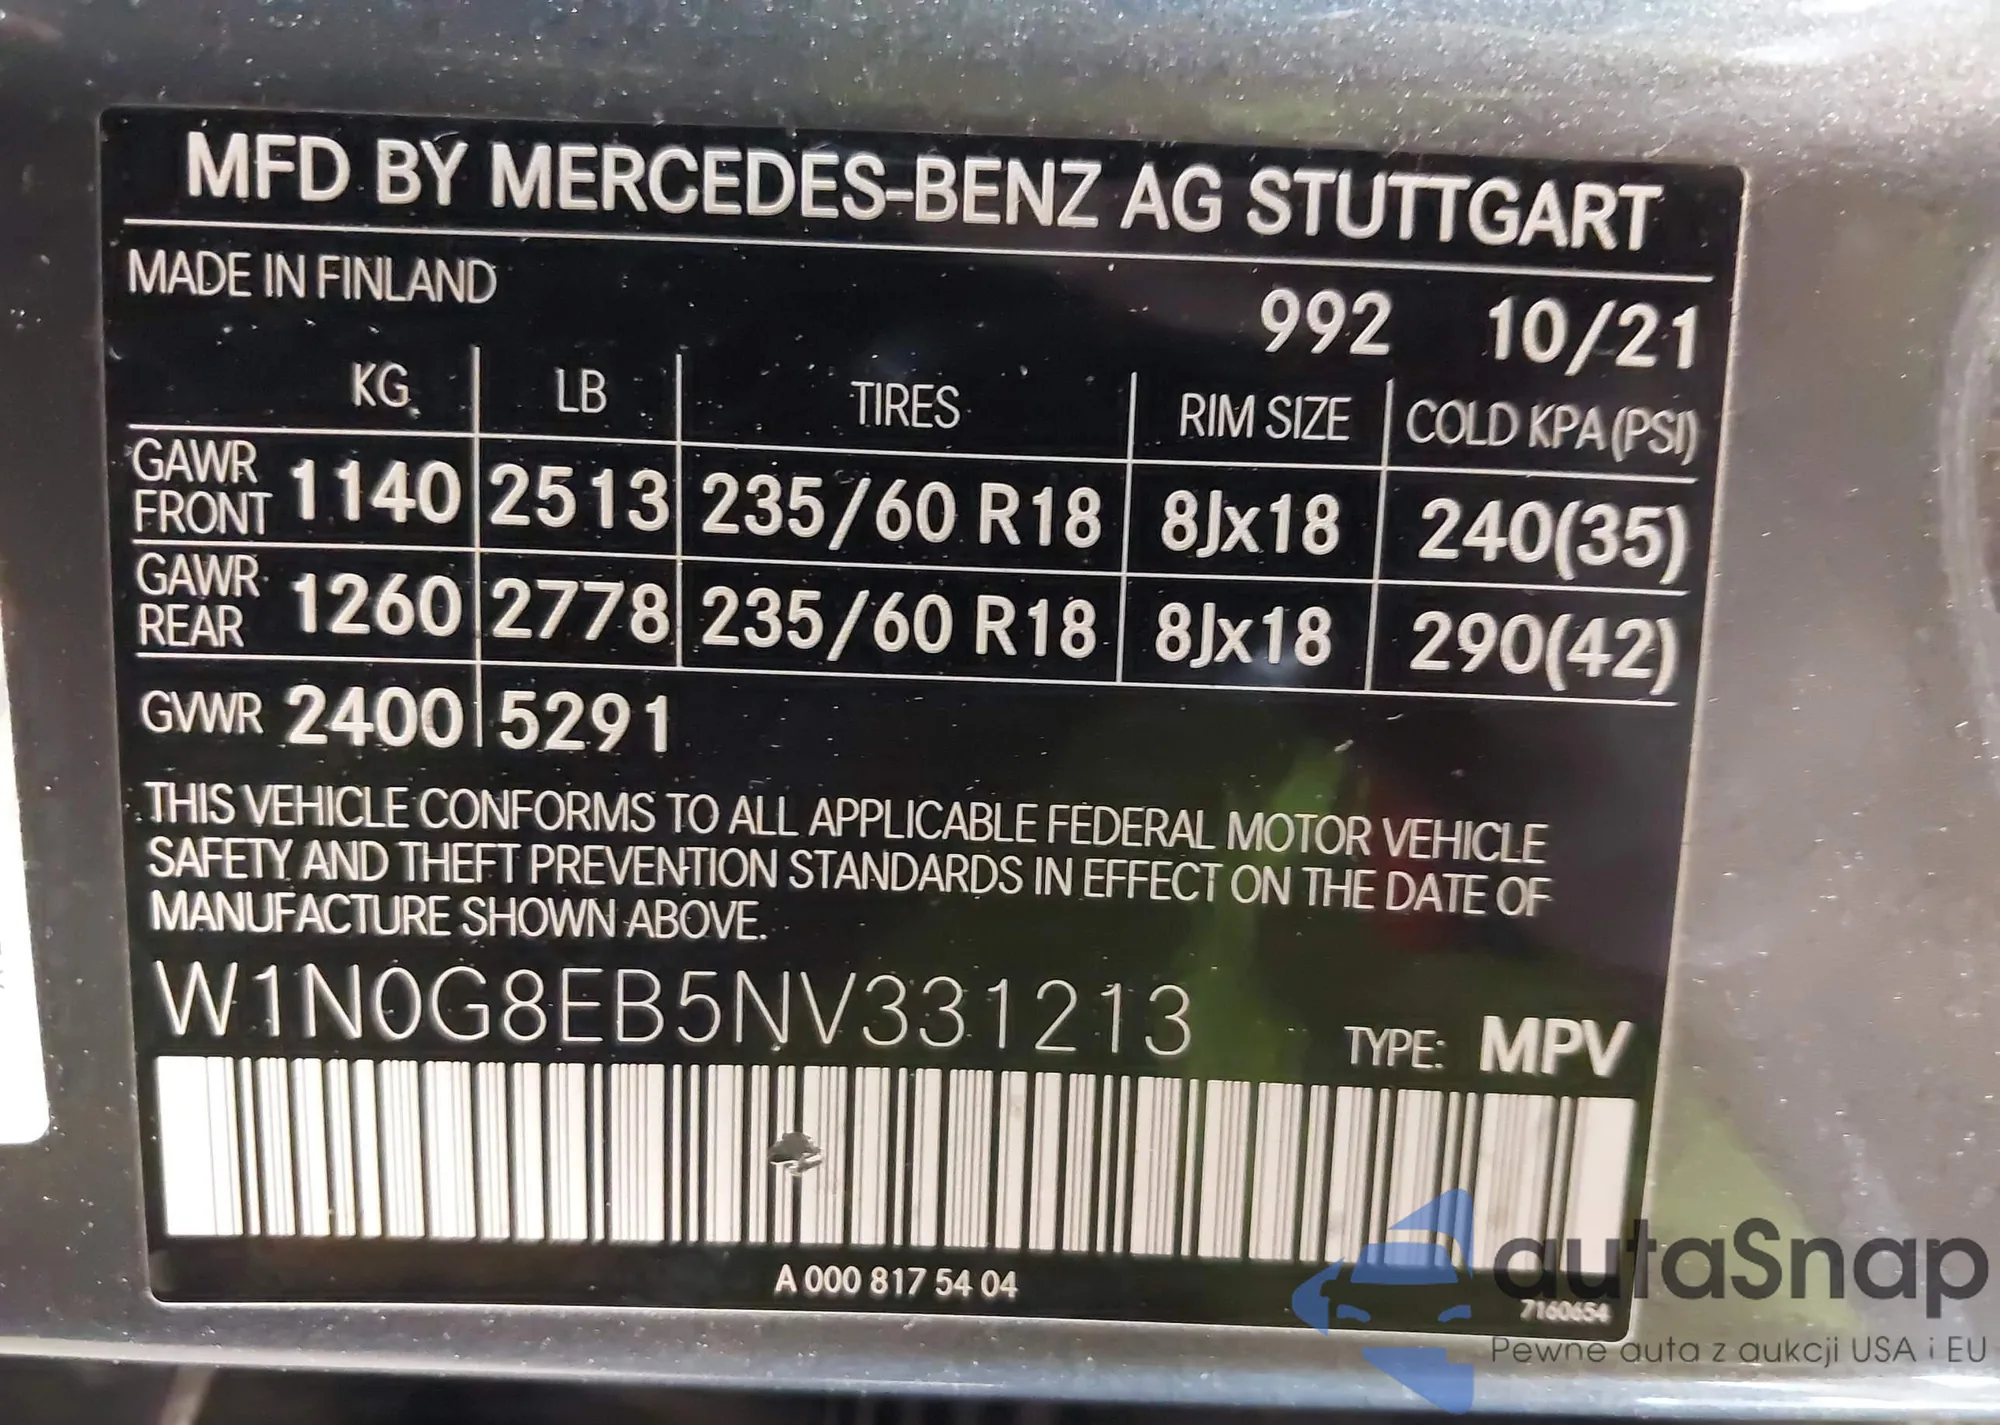 MFD BY MERCEDES-BENZ AG STUTTGART
MADE IN FINLAND
992 10/21
KG LB TIRES RIM SIZE COLD KPA (PSI)
GAWR FRONT 1140 2513 235/60 R18 8Jx18 240(35)
GAWR REAR 1260 2778 235/60 R18 8Jx18 290(42)
GVWR 2400 5291
THIS VEHICLE CONFORMS TO ALL APPLICABLE FEDERAL MOTOR VEHICLE
SAFETY AND THEFT PREVENTION STANDARDS IN EFFECT ON THE DATE OF
MANUFACTURE SHOWN ABOVE.
W1N0G8EB5NV331213
TYPE: MPV
A 000 817 54 04
7160654
autaSnap
Pewne auta z aukcji USA i EU